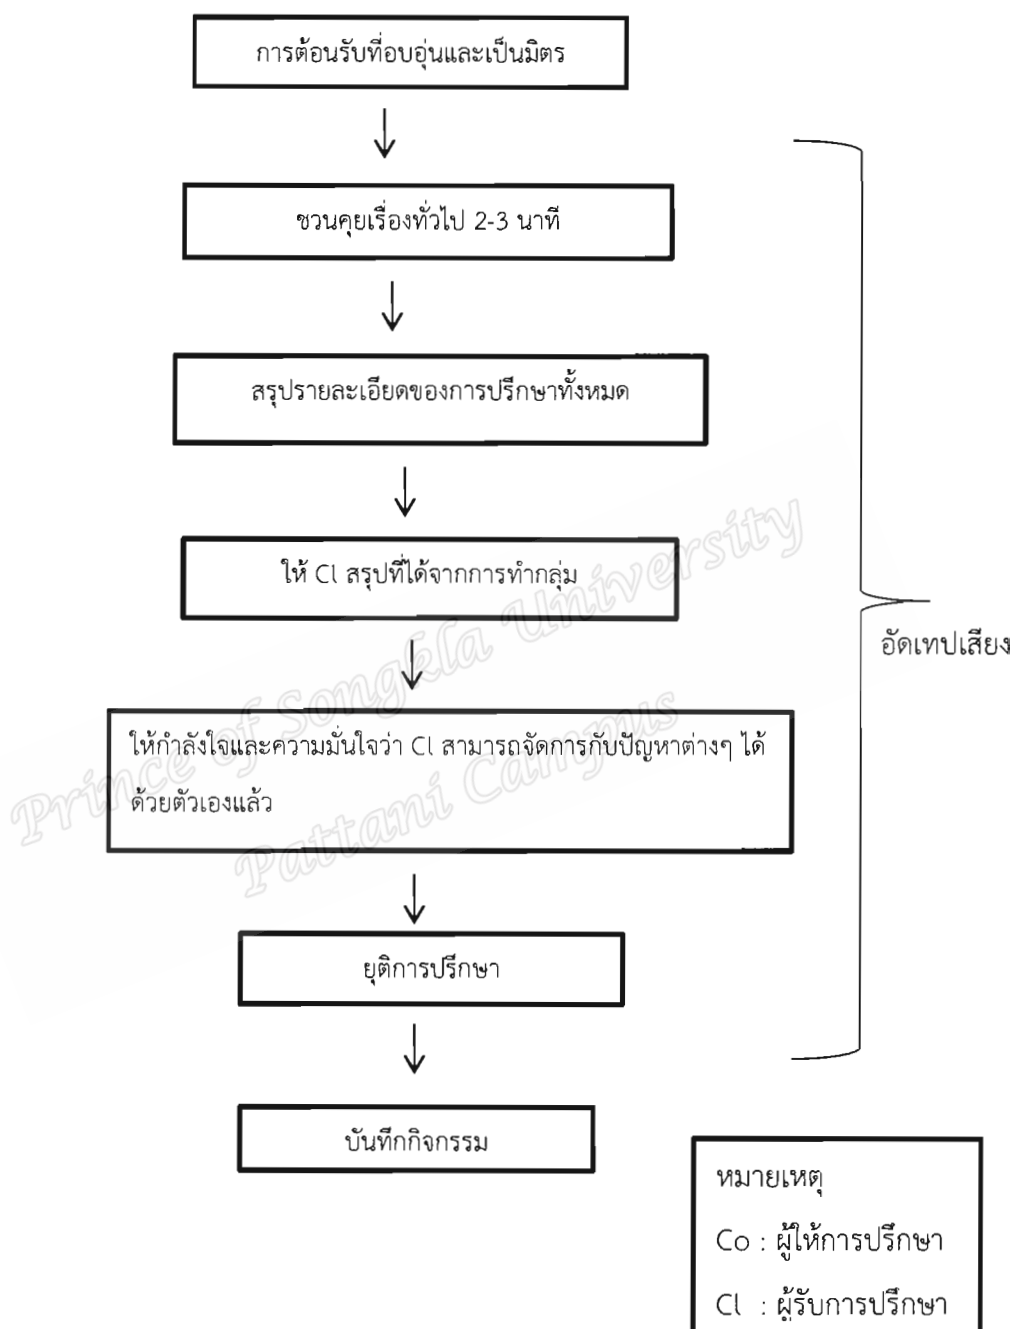 การต้อนรับที่อบอุ่นและเป็นมิตร
ชวนคุยเรื่องทั่วไป 2-3 นาที
สรุปรายละเอียดของการปรึกษาทั้งหมด
ให้ Cl สรุปที่ได้จากการทำกลุ่ม
อัดเทปเสียง
ให้กำลังใจและความมั่นใจว่า Cl สามารถจัดการกับปัญหาต่างๆ ได้
ด้วยตัวเองแล้ว
ยุติการปรึกษา
บันทึกกิจกรรม
หมายเหตุ
Co : ผู้ให้การปรึกษา
Cl : ผู้รับการปรึกษา
Prince of Songkla University
Pattani Campus